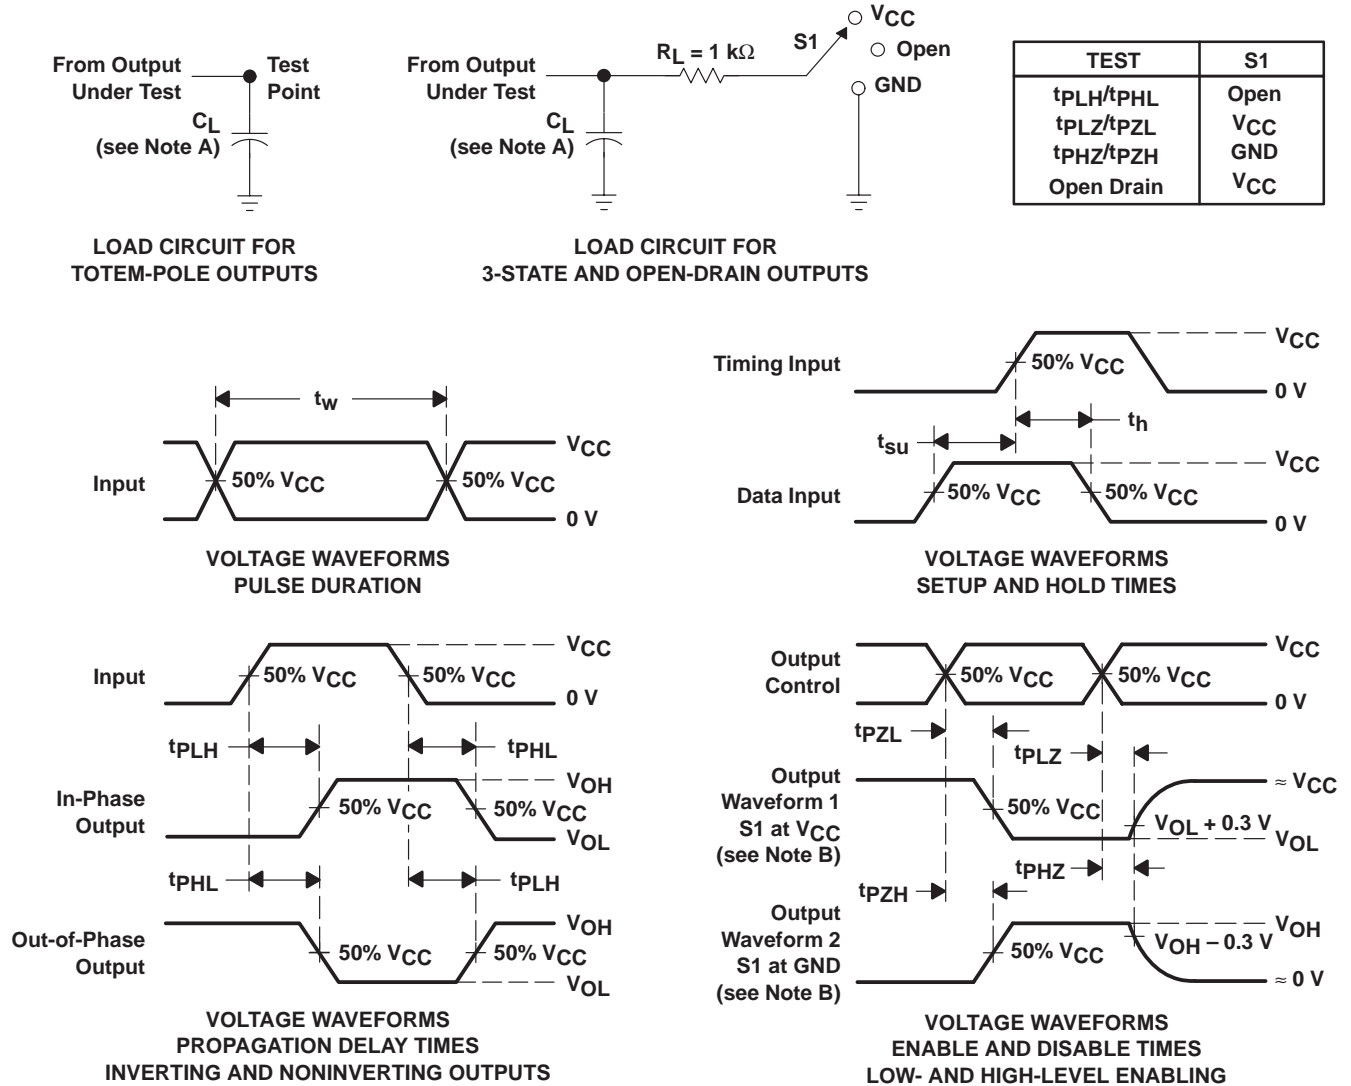 From Output
Under Test
Test
Point
CL
(see Note A)
LOAD CIRCUIT FOR
TOTEM-POLE OUTPUTS
From Output
Under Test
RL = 1 kΩ
S1
VCC
Open
GND
CL
(see Note A)
LOAD CIRCUIT FOR
3-STATE AND OPEN-DRAIN OUTPUTS
TEST S1
tPLH/tPHL Open
tPLZ/tPZL VCC
tPHZ/tPZH GND
Open Drain VCC
tw
Input
50% VCC
50% VCC
VCC
0 V
VOLTAGE WAVEFORMS
PULSE DURATION
Timing Input
50% VCC
VCC
0 V
tsu
th
Data Input
50% VCC
50% VCC
VCC
0 V
VOLTAGE WAVEFORMS
SETUP AND HOLD TIMES
Input
50% VCC
50% VCC
VCC
0 V
tPLH
tPHL
In-Phase
Output
50% VCC
50% VCC
VOH
VOL
tPHL
tPLH
Out-of-Phase
Output
50% VCC
50% VCC
VOH
VOL
VOLTAGE WAVEFORMS
PROPAGATION DELAY TIMES
INVERTING AND NONINVERTING OUTPUTS
Output
Control
50% VCC
50% VCC
VCC
0 V
tPZL
tPLZ
Output
Waveform 1
S1 at VCC
(see Note B)
50% VCC
VOL + 0.3 V
≈ VCC
VOL
tPZH
tPHZ
Output
Waveform 2
S1 at GND
(see Note B)
50% VCC
VOH − 0.3 V
VOH
≈ 0 V
VOLTAGE WAVEFORMS
ENABLE AND DISABLE TIMES
LOW- AND HIGH-LEVEL ENABLING